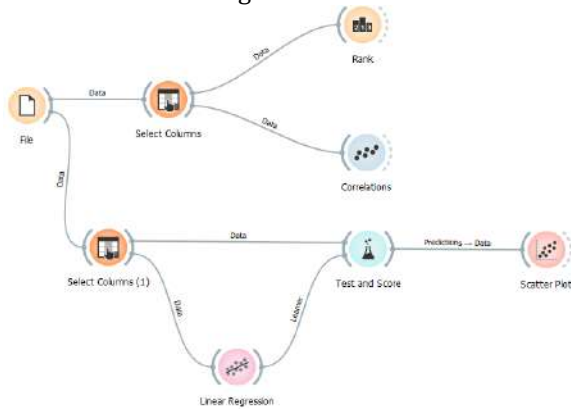 Data
Rank
Data
Select Columns
File
Data
Correlations
Data
Data
Predictions → Data
Select Columns (1)
Test and Score
Scatter Plot
Data
Learner
Linear Regression